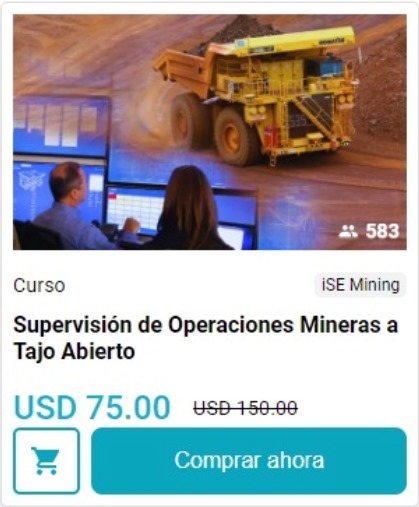 583
Curso
iSE Mining
Supervisión de Operaciones Mineras a
Tajo Abierto
USD 75.00
USD 150.00
Comprar ahora